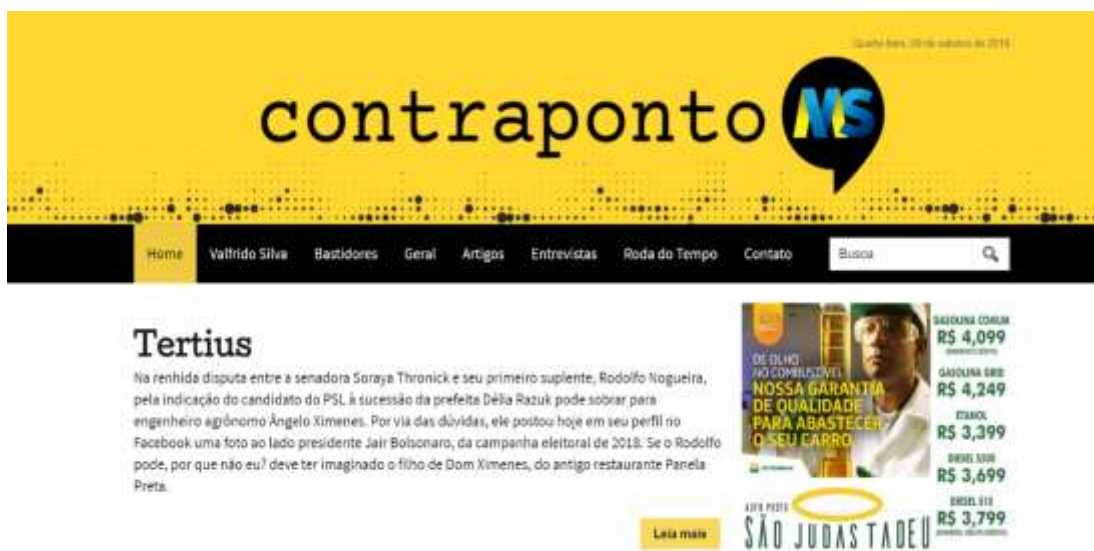 contraponto MS
Home Valfrido Silva Bastidores Geral Artigos Entrevistas Roda do Tempo Contato Busca
Tertius
Na renhida disputa entre a senadora Soraya Thronick e seu primeiro suplente, Rodolfo Nogueira,
pela indicação do candidato do PSL à sucessão da prefeita Délia Razuk pode sobrar para
engenheiro agrônomo Ângelo Ximenes. Por via das dúvidas, ele postou hoje em seu perfil no
Facebook uma foto ao lado presidente Jair Bolsonaro, da campanha eleitoral de 2018. Se o Rodolfo
pode, por que não eu? deve ter imaginado o filho de Dom Ximenes, do antigo restaurante Panela
Preta.
Leia mais
DE OLHO
NO COMBUSTÍVEL
NOSSA GARANTIA
DE QUALIDADE
PARA ABASTECER
O SEU CARRO.
GASOLINA COMUM
R$ 4,099
GASOLINA GRID
R$ 4,249
ETANOL
R$ 3,399
DIESEL S500
R$ 3,699
DIESEL S10
R$ 3,799
AUTO POSTO
SÃO JUDAS TADEU